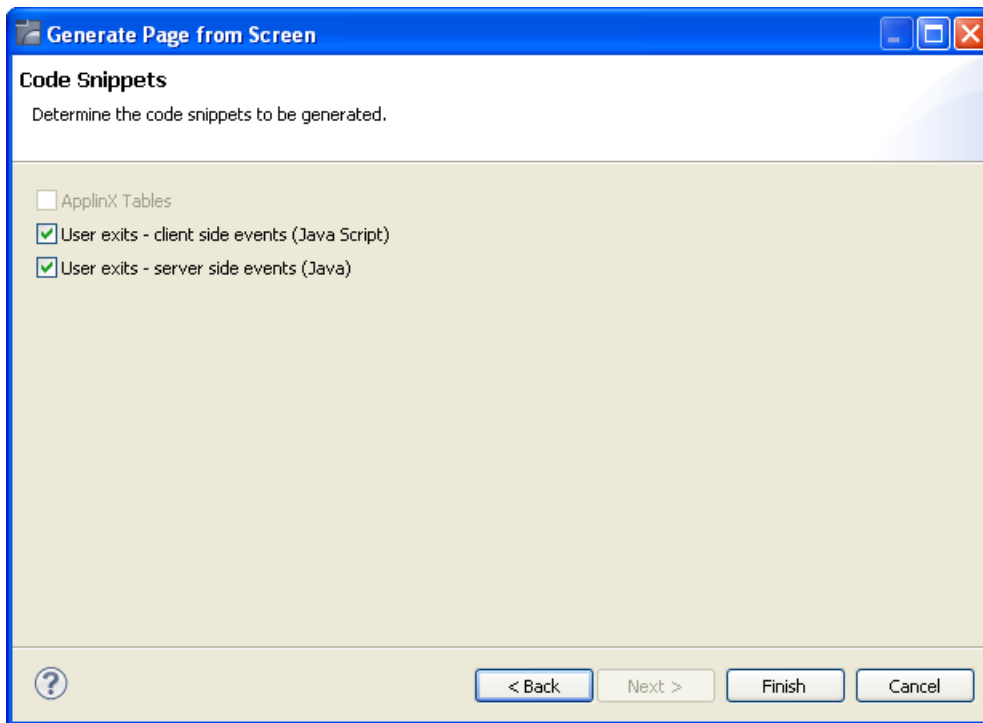 Generate Page from Screen
Code Snippets
Determine the code snippets to be generated.
ApplinX Tables
User exits - client side events (Java Script)
User exits - server side events (Java)
? < Back Next > Finish Cancel